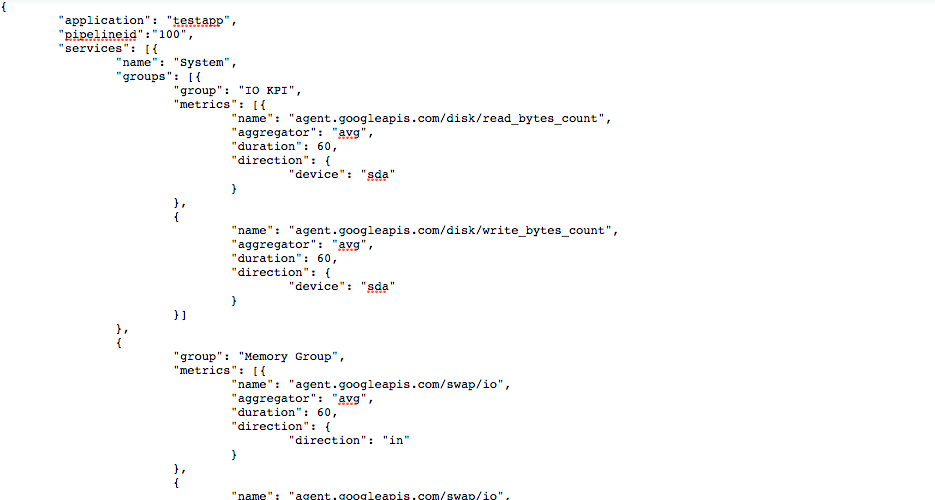 {
"application": "testapp",
"pipelineid":"100",
"services": [{
"name": "System",
"groups": [{
"group": "IO KPI",
"metrics": [{
"name": "agent.googleapis.com/disk/read_bytes_count",
"aggregator": "avg",
"duration": 60,
"direction": {
"device": "sda"
}
},
{
"name": "agent.googleapis.com/disk/write_bytes_count",
"aggregator": "avg",
"duration": 60,
"direction": {
"device": "sda"
}
}]
},
{
"group": "Memory Group",
"metrics": [{
"name": "agent.googleapis.com/swap/io",
"aggregator": "avg",
"duration": 60,
"direction": {
"direction": "in"
}
},
{
"name": "agent.googleapis.com/swap/io",